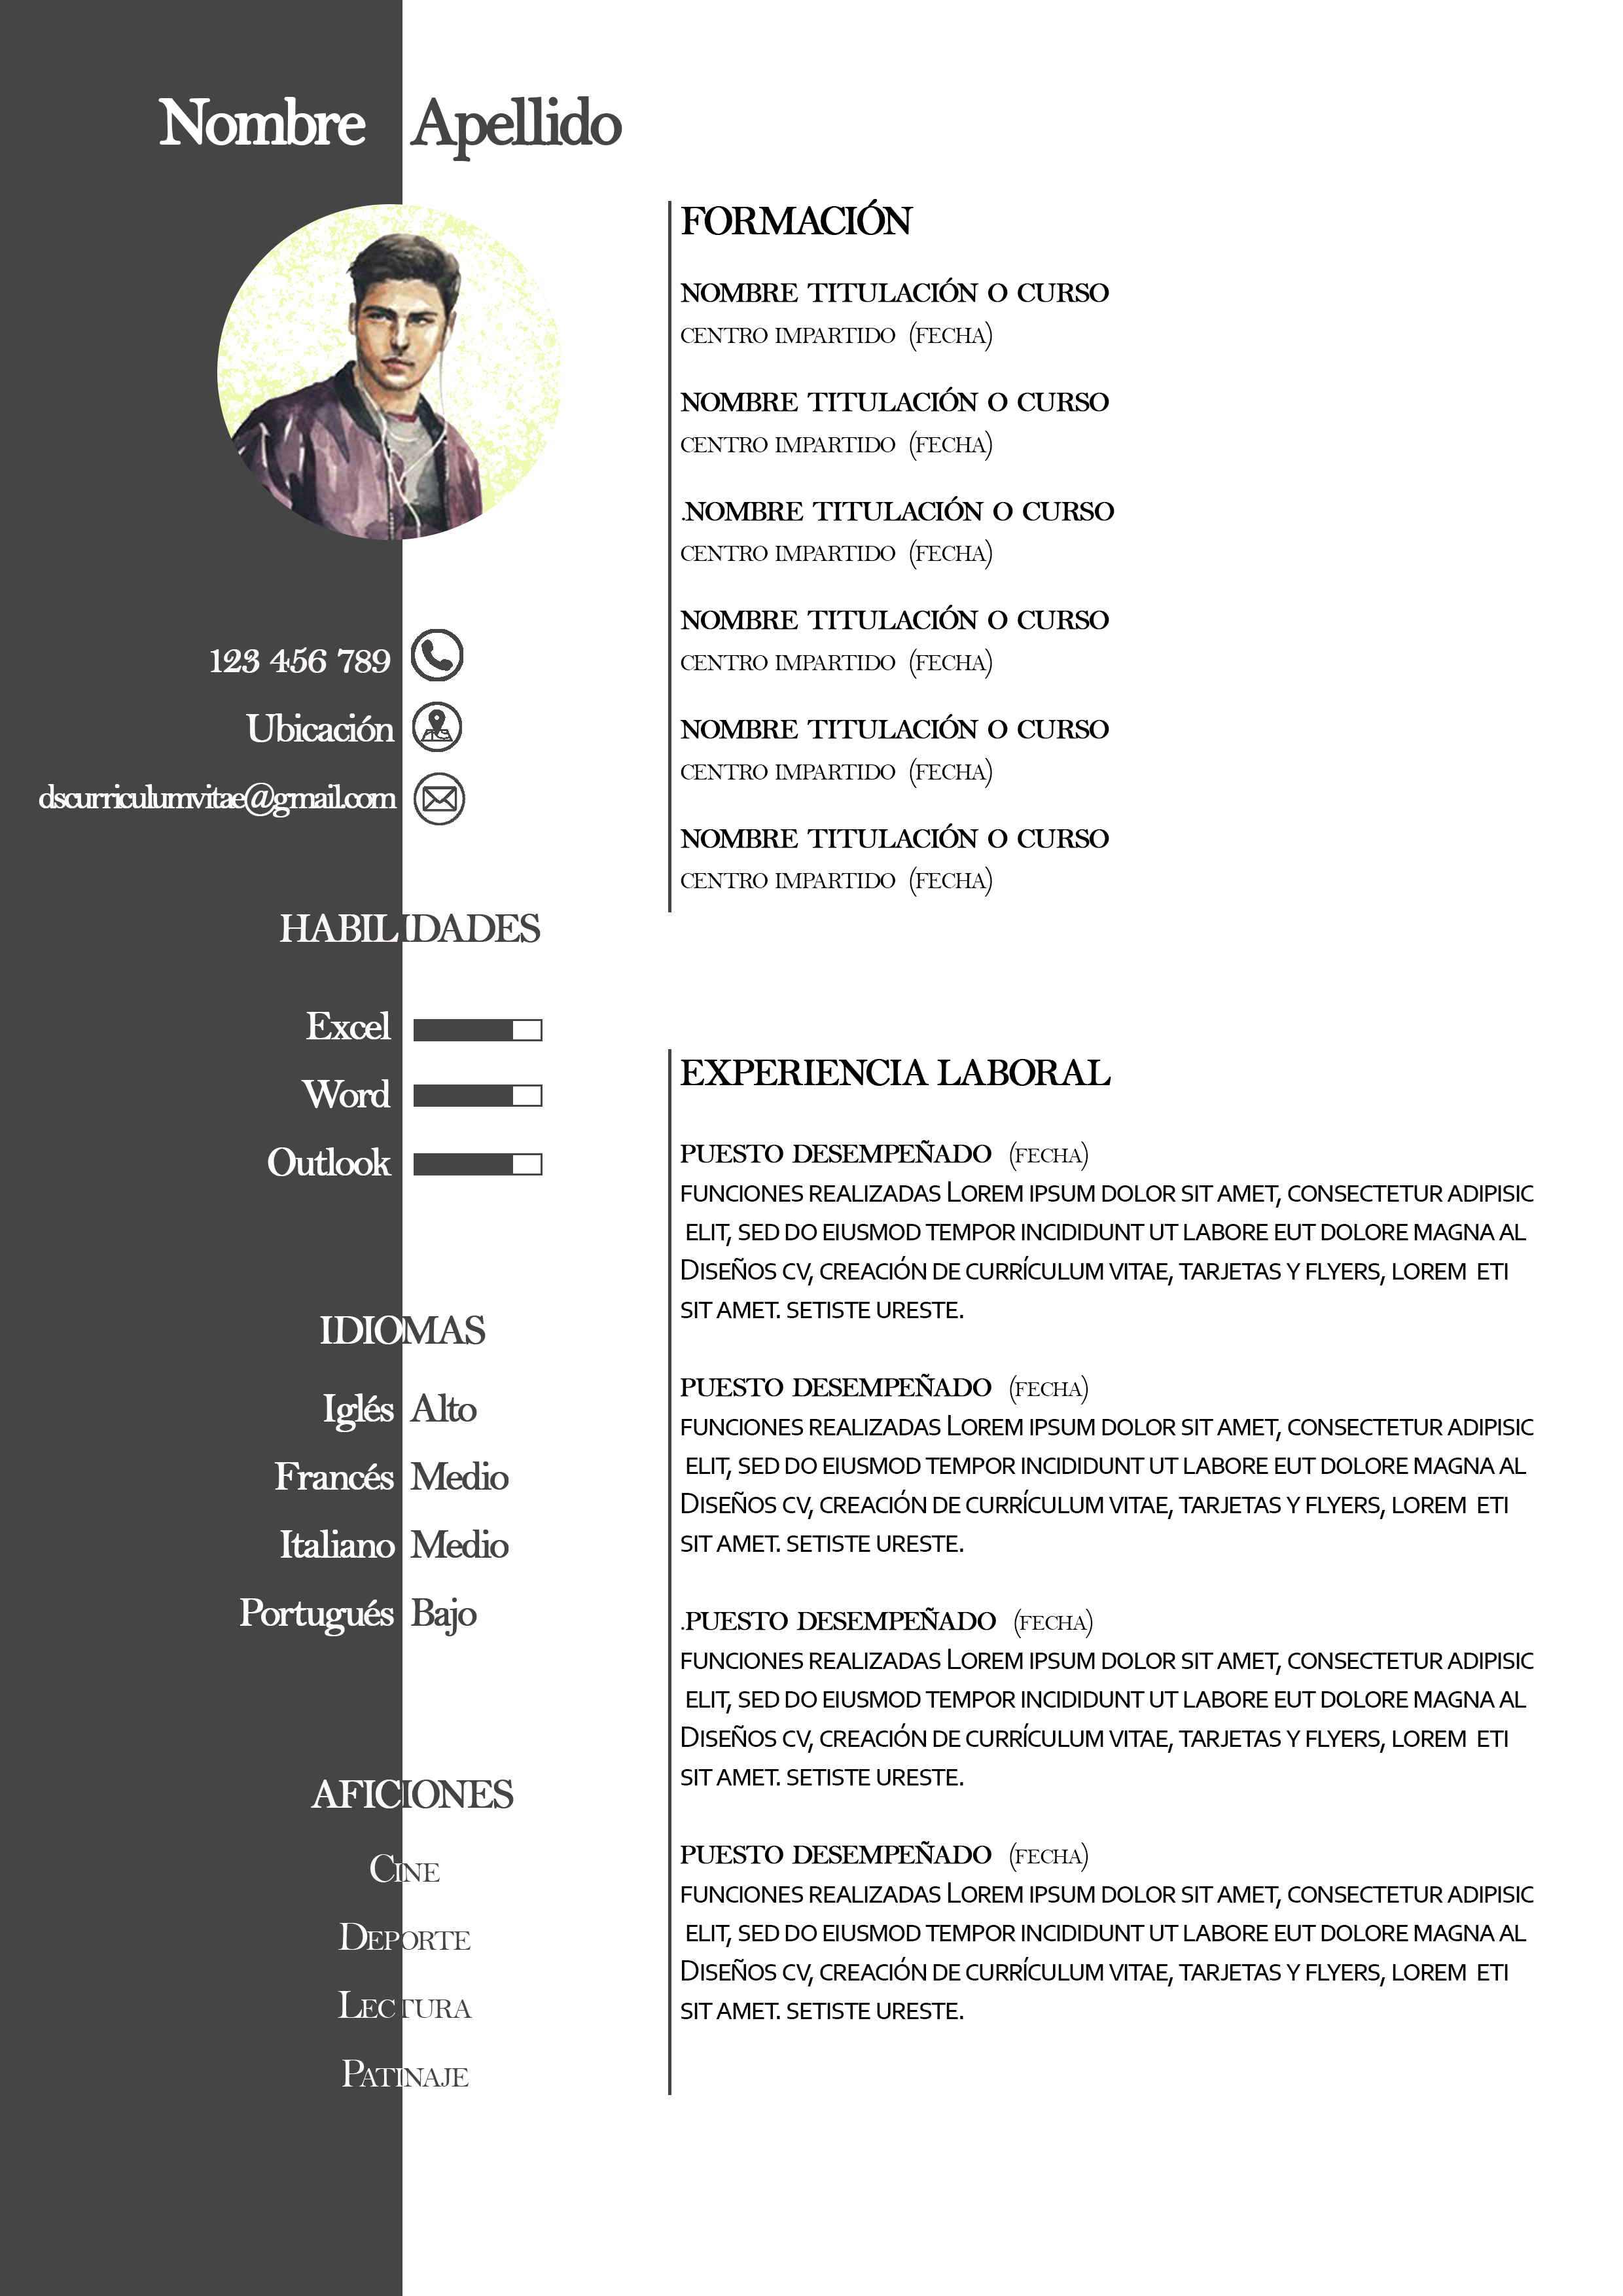 Nombre Apellido
123 456 789
Ubicación
dscurriculumvitae@gmail.com
HABILIDADES
Excel
Word
Outlook
IDIOMAS
Iglés Alto
Francés Medio
Italiano Medio
Portugués Bajo
AFICIONES
CINE
DEPORTE
LECTURA
PATINAJE
FORMACIÓN
NOMBRE TITULACIÓN O CURSO
CENTRO IMPARTIDO (FECHA)
NOMBRE TITULACIÓN O CURSO
CENTRO IMPARTIDO (FECHA)
.NOMBRE TITULACIÓN O CURSO
CENTRO IMPARTIDO (FECHA)
NOMBRE TITULACIÓN O CURSO
CENTRO IMPARTIDO (FECHA)
NOMBRE TITULACIÓN O CURSO
CENTRO IMPARTIDO (FECHA)
NOMBRE TITULACIÓN O CURSO
CENTRO IMPARTIDO (FECHA)
EXPERIENCIA LABORAL
PUESTO DESEMPEÑADO (FECHA)
FUNCIONES REALIZADAS LOREM IPSUM DOLOR SIT AMET, CONSECTETUR ADIPISIC
ELIT, SED DO EIUSMOD TEMPOR INCIDIDUNT UT LABORE EUT DOLORE MAGNA AL
DISEÑOS CV, CREACIÓN DE CURRÍCULUM VITAE, TARJETAS Y FLYERS, LOREM ETI
SIT AMET. SETISTE URESTE.
PUESTO DESEMPEÑADO (FECHA)
FUNCIONES REALIZADAS LOREM IPSUM DOLOR SIT AMET, CONSECTETUR ADIPISIC
ELIT, SED DO EIUSMOD TEMPOR INCIDIDUNT UT LABORE EUT DOLORE MAGNA AL
DISEÑOS CV, CREACIÓN DE CURRÍCULUM VITAE, TARJETAS Y FLYERS, LOREM ETI
SIT AMET. SETISTE URESTE.
.PUESTO DESEMPEÑADO (FECHA)
FUNCIONES REALIZADAS LOREM IPSUM DOLOR SIT AMET, CONSECTETUR ADIPISIC
ELIT, SED DO EIUSMOD TEMPOR INCIDIDUNT UT LABORE EUT DOLORE MAGNA AL
DISEÑOS CV, CREACIÓN DE CURRÍCULUM VITAE, TARJETAS Y FLYERS, LOREM ETI
SIT AMET. SETISTE URESTE.
PUESTO DESEMPEÑADO (FECHA)
FUNCIONES REALIZADAS LOREM IPSUM DOLOR SIT AMET, CONSECTETUR ADIPISIC
ELIT, SED DO EIUSMOD TEMPOR INCIDIDUNT UT LABORE EUT DOLORE MAGNA AL
DISEÑOS CV, CREACIÓN DE CURRÍCULUM VITAE, TARJETAS Y FLYERS, LOREM ETI
SIT AMET. SETISTE URESTE.